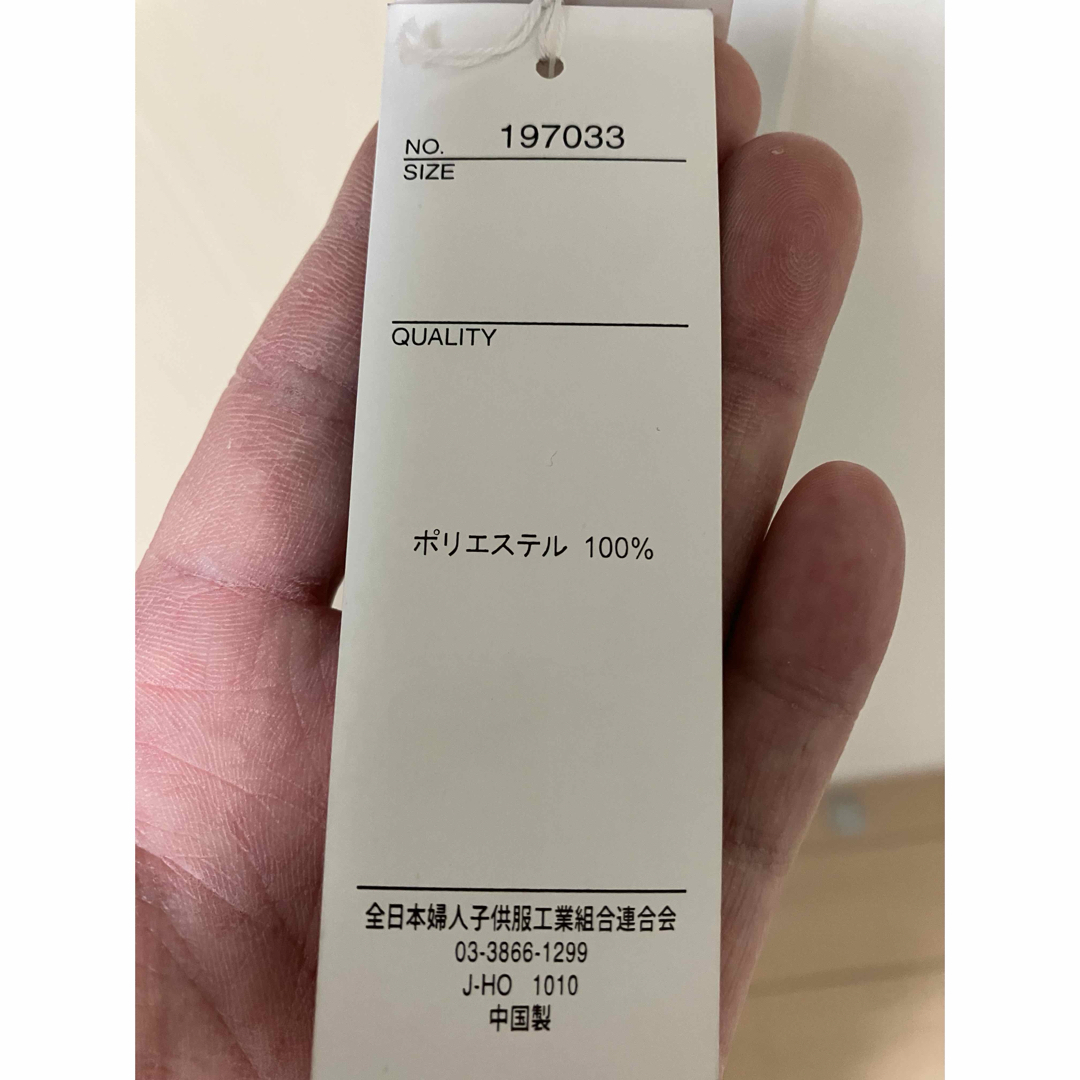 NO. 197033
SIZE
QUALITY
ポリエステル 100%
全日本婦人子供服工業組合連合会
03-3866-1299
J-HO 1010
中国製